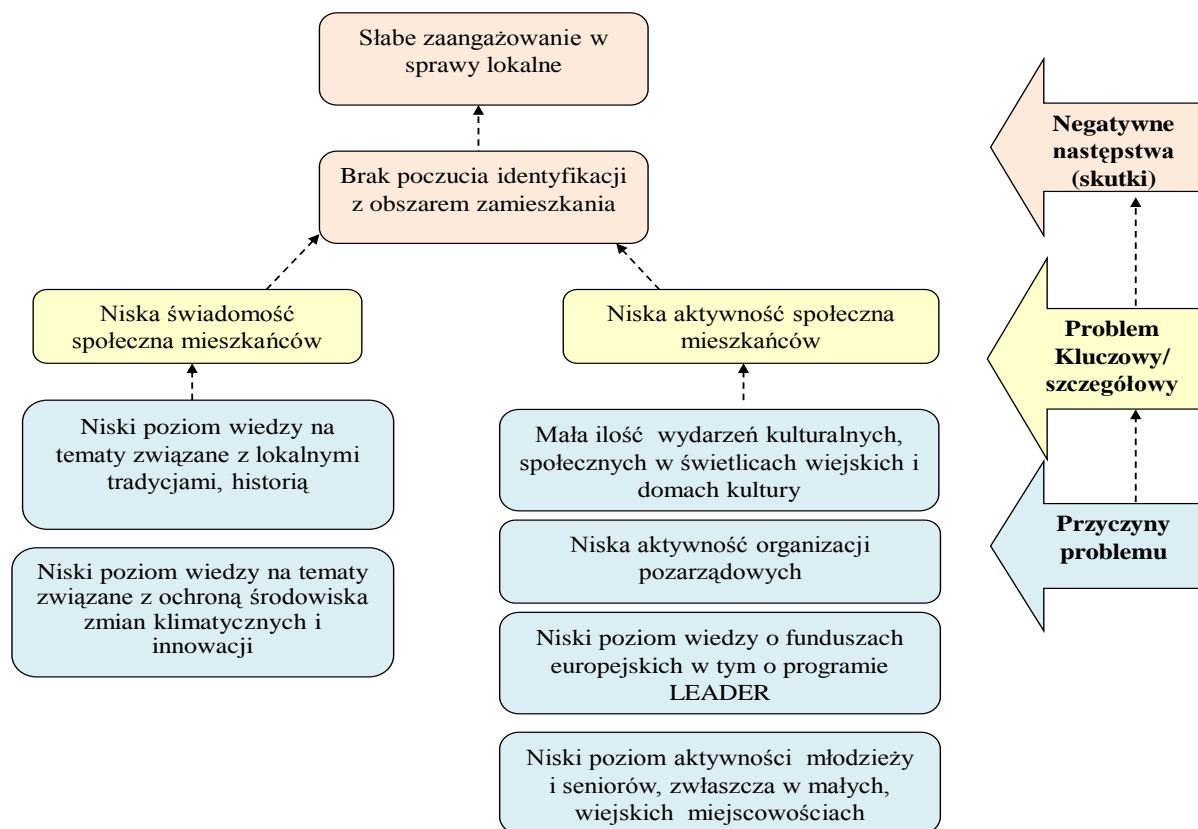 Słabe zaangażowanie w
sprawy lokalne
Brak poczucia identyfikacji
z obszarem zamieszkania
Niska świadomość
społeczna mieszkańców
Niska aktywność społeczna
mieszkańców
Niski poziom wiedzy na
tematy związane z lokalnymi
tradycjami, historią
Niski poziom wiedzy na tematy
związane z ochroną środowiska
zmian klimatycznych i
innowacji
Mała ilość wydarzeń kulturalnych,
społecznych w świetlicach wiejskich i
domach kultury
Niska aktywność organizacji
pozarządowych
Niski poziom wiedzy o funduszach
europejskich w tym o programie
LEADER
Niski poziom aktywności młodzieży
i seniorów, zwłaszcza w małych,
wiejskich miejscowościach
Negatywne
następstwa
(skutki)
Problem
Kluczowy/
szczegółowy
Przyczyny
problemu